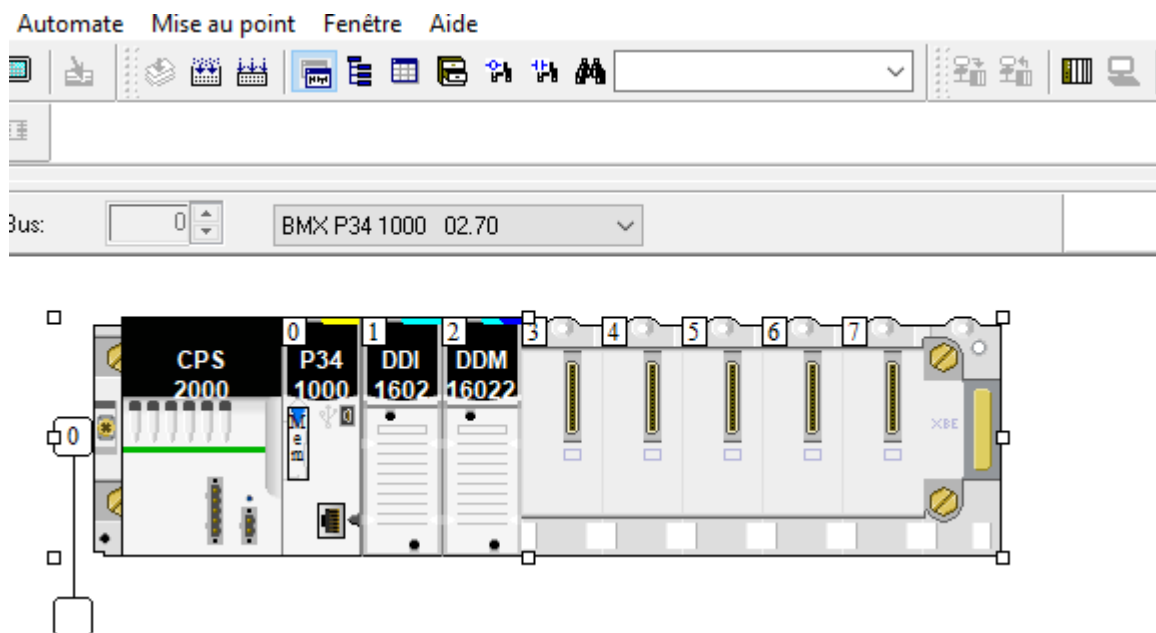 Automate Mise au point Fenêtre Aide
Bus: 0 BMX P34 1000 02.70
0 1 2 3 4 5 6 7
CPS 2000
P34 1000
DDI 1602
DDM 16022
M e m
XBE
0